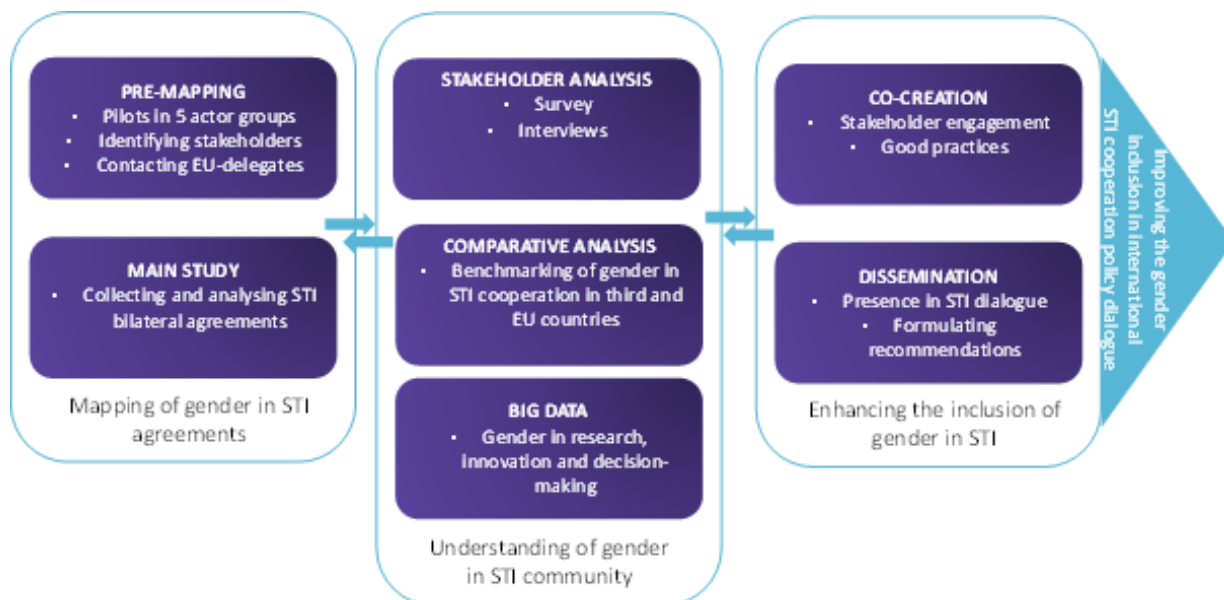 PRE-MAPPING
• Pilots in 5 actor groups
• Identifying stakeholders
• Contacting EU-delegates
MAIN STUDY
• Collecting and analysing STI
bilateral agreements
Mapping of gender in STI
agreements
STAKEHOLDER ANALYSIS
• Survey
• Interviews
COMPARATIVE ANALYSIS
• Benchmarking of gender in
STI cooperation in third and
EU countries
BIG DATA
• Gender in research,
innovation and decision-
making
Understanding of gender
in STI community
CO-CREATION
• Stakeholder engagement
• Good practices
DISSEMINATION
• Presence in STI dialogue
• Formulating
recommendations
Enhancing the inclusion of
gender in STI
Improving the gender
inclusion in international
STI cooperation policy dialogue